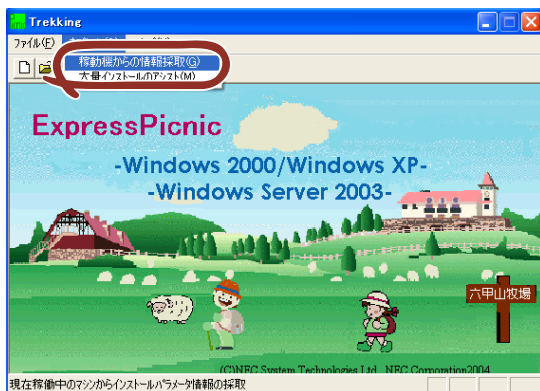 Trekking
ファイル(F)
稼動機からの情報採取(G)
大量インストールのアシスト(M)
ExpressPicnic
-Windows 2000/Windows XP-
-Windows Server 2003-
六甲山牧場
(C)NEC System Technologies,Ltd. NEC Corporation2004
現在稼働中のマシンからインストールパラメータ情報の採取